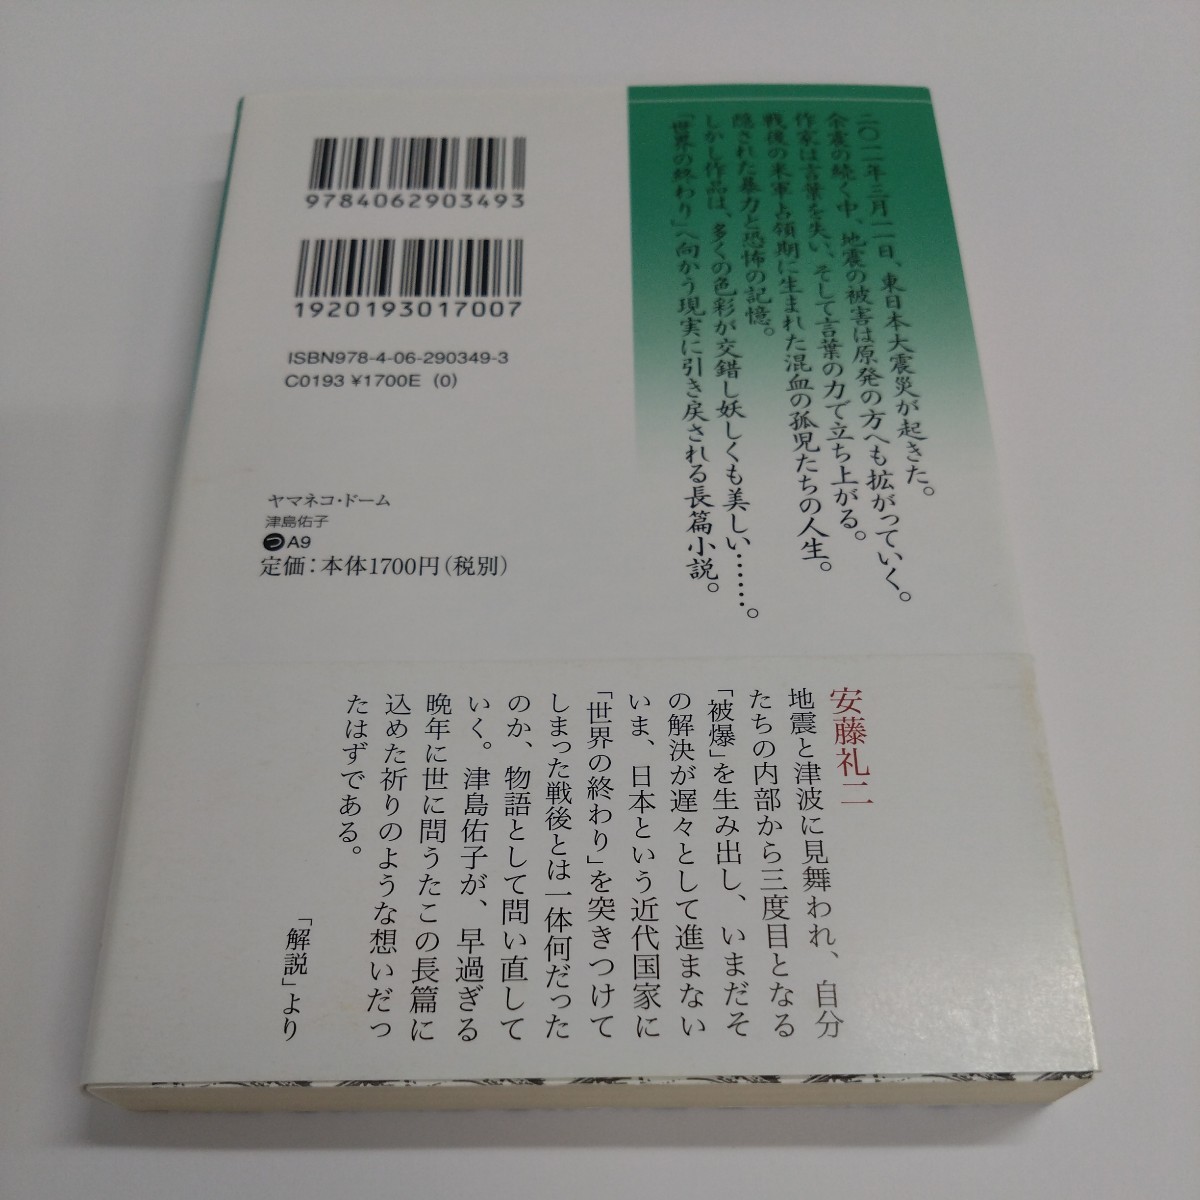 9784062903493
1920193017007
ISBN978-4-06-290349-3
C0193 ¥1700E (0)
ヤマネコ・ドーム
津島佑子
つA9
定価：本体1700円（税別）
二〇一一年三月一一日、東日本大震災が起きた。
余震の続く中、地震の被害は原発の方へも拡がっていく。
作家は言葉を失い、そして言葉の力で立ち上がる。
戦後の米軍占領期に生まれた混血の孤児たちの人生。
隠された暴力と恐怖の記憶。
しかし作品は、多くの色彩が交錯し妖しくも美しい……。
「世界の終わり」へ向かう現実に引き戻される長篇小説。
安藤礼二
地震と津波に見舞われ、自分
たちの内部から三度目となる
「被爆」を生み出し、いまだそ
の解決が遅々として進まない
いま、日本という近代国家に
「世界の終わり」を突きつけて
しまった戦後とは一体何だった
のか、物語として問い直して
いく。津島佑子が、早過ぎる
晩年に世に問うたこの長篇に
込めた祈りのような想いだっ
たはずである。
「解説」より